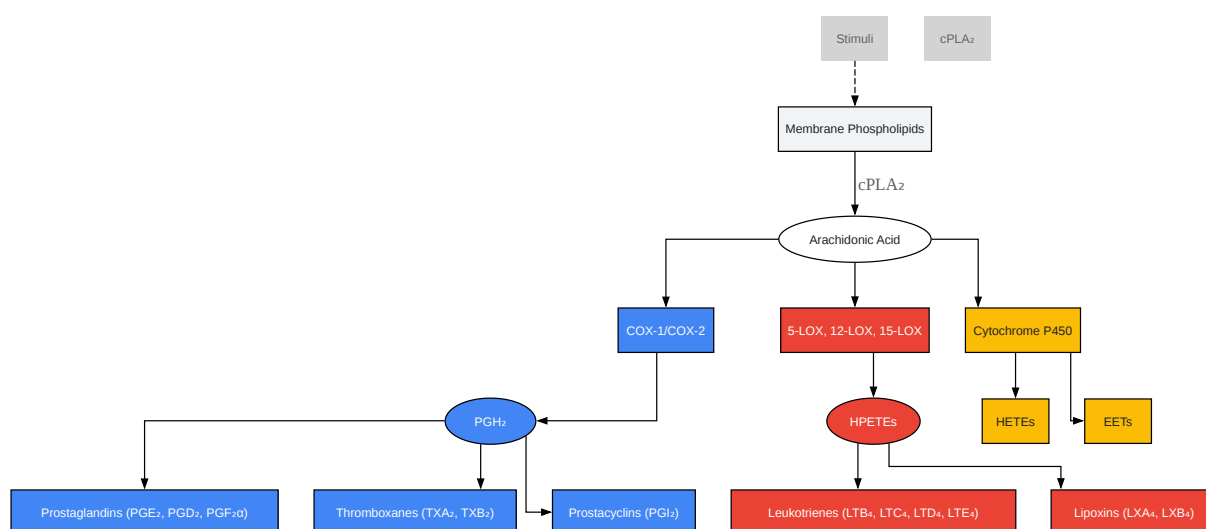 Stimuli
cPLA₂
Membrane Phospholipids
cPLA₂
Arachidonic Acid
COX-1/COX-2
5-LOX, 12-LOX, 15-LOX
Cytochrome P450
PGH₂
HPETEs
HETEs
EETs
Prostaglandins (PGE₂, PGD₂, PGF₂α)
Thromboxanes (TXA₂, TXB₂)
Prostacyclins (PGI₂)
Leukotrienes (LTB₄, LTC₄, LTD₄, LTE₄)
Lipoxins (LXA₄, LXB₄)